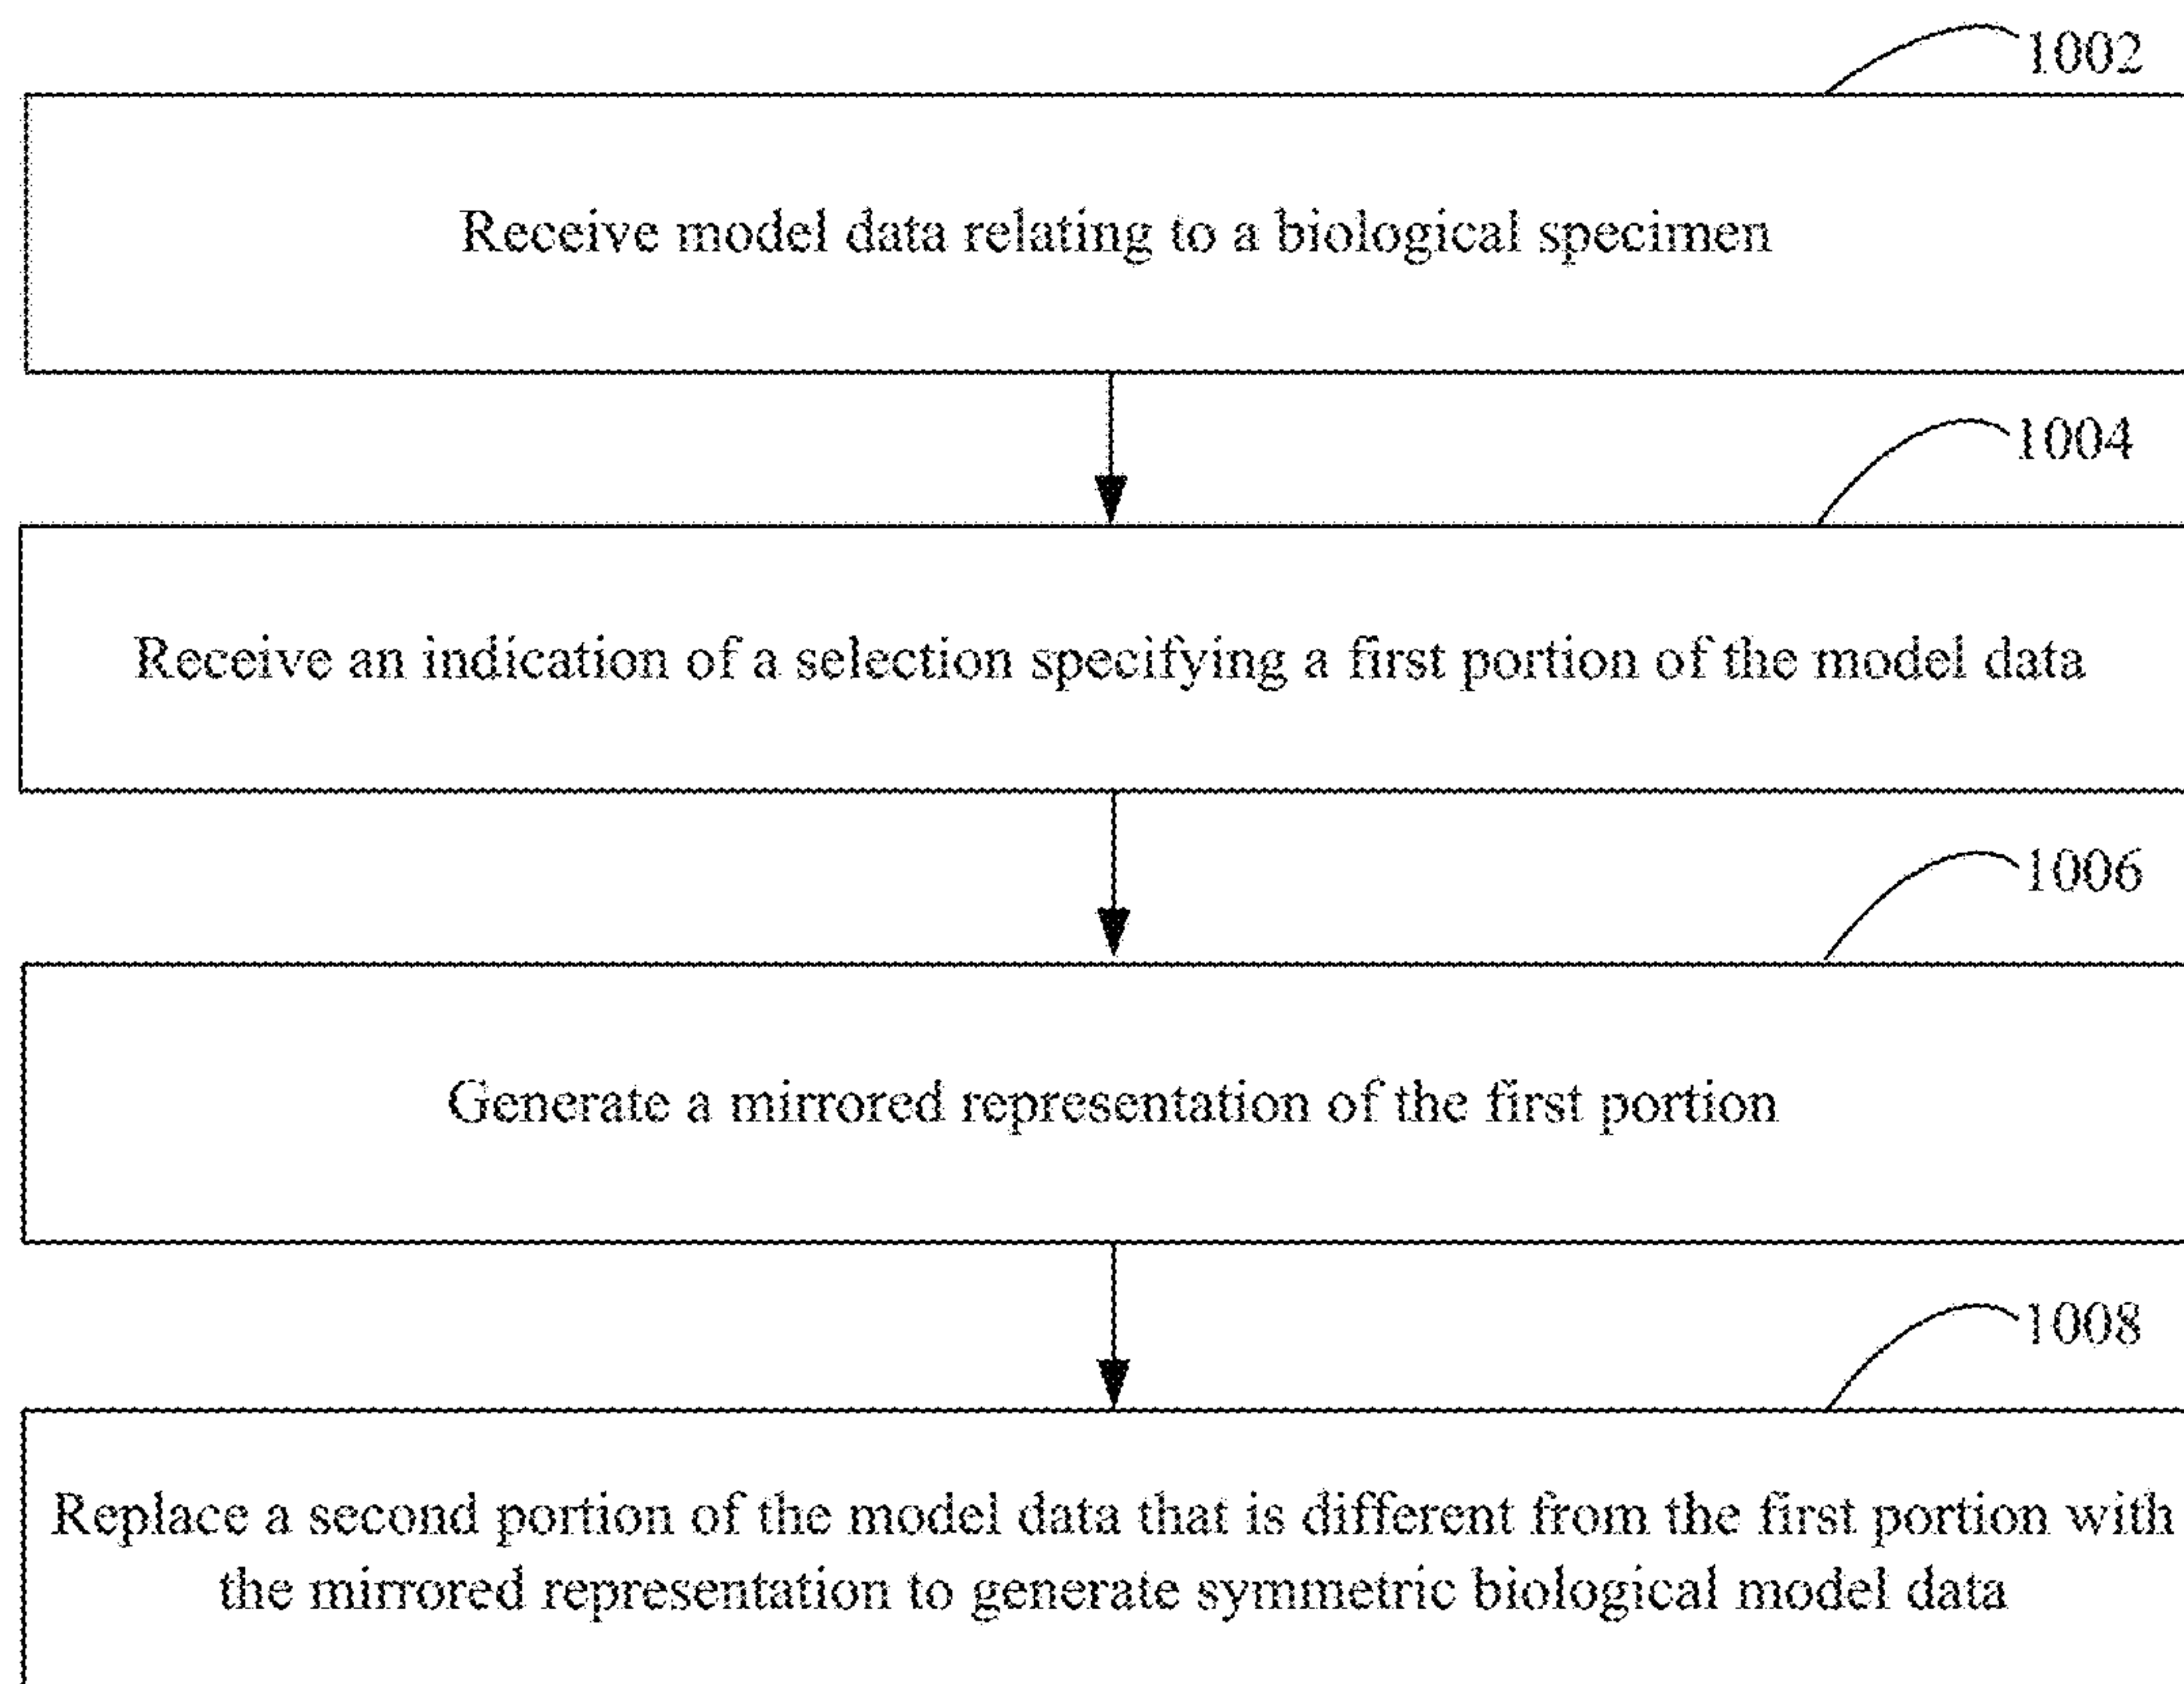 1002
Receive model data relating to a biological specimen
1004
Receive an indication of a selection specifying a first portion of the model data
1006
Generate a mirrored representation of the first portion
1008
Replace a second portion of the model data that is different from the first portion with
the mirrored representation to generate symmetric biological model data